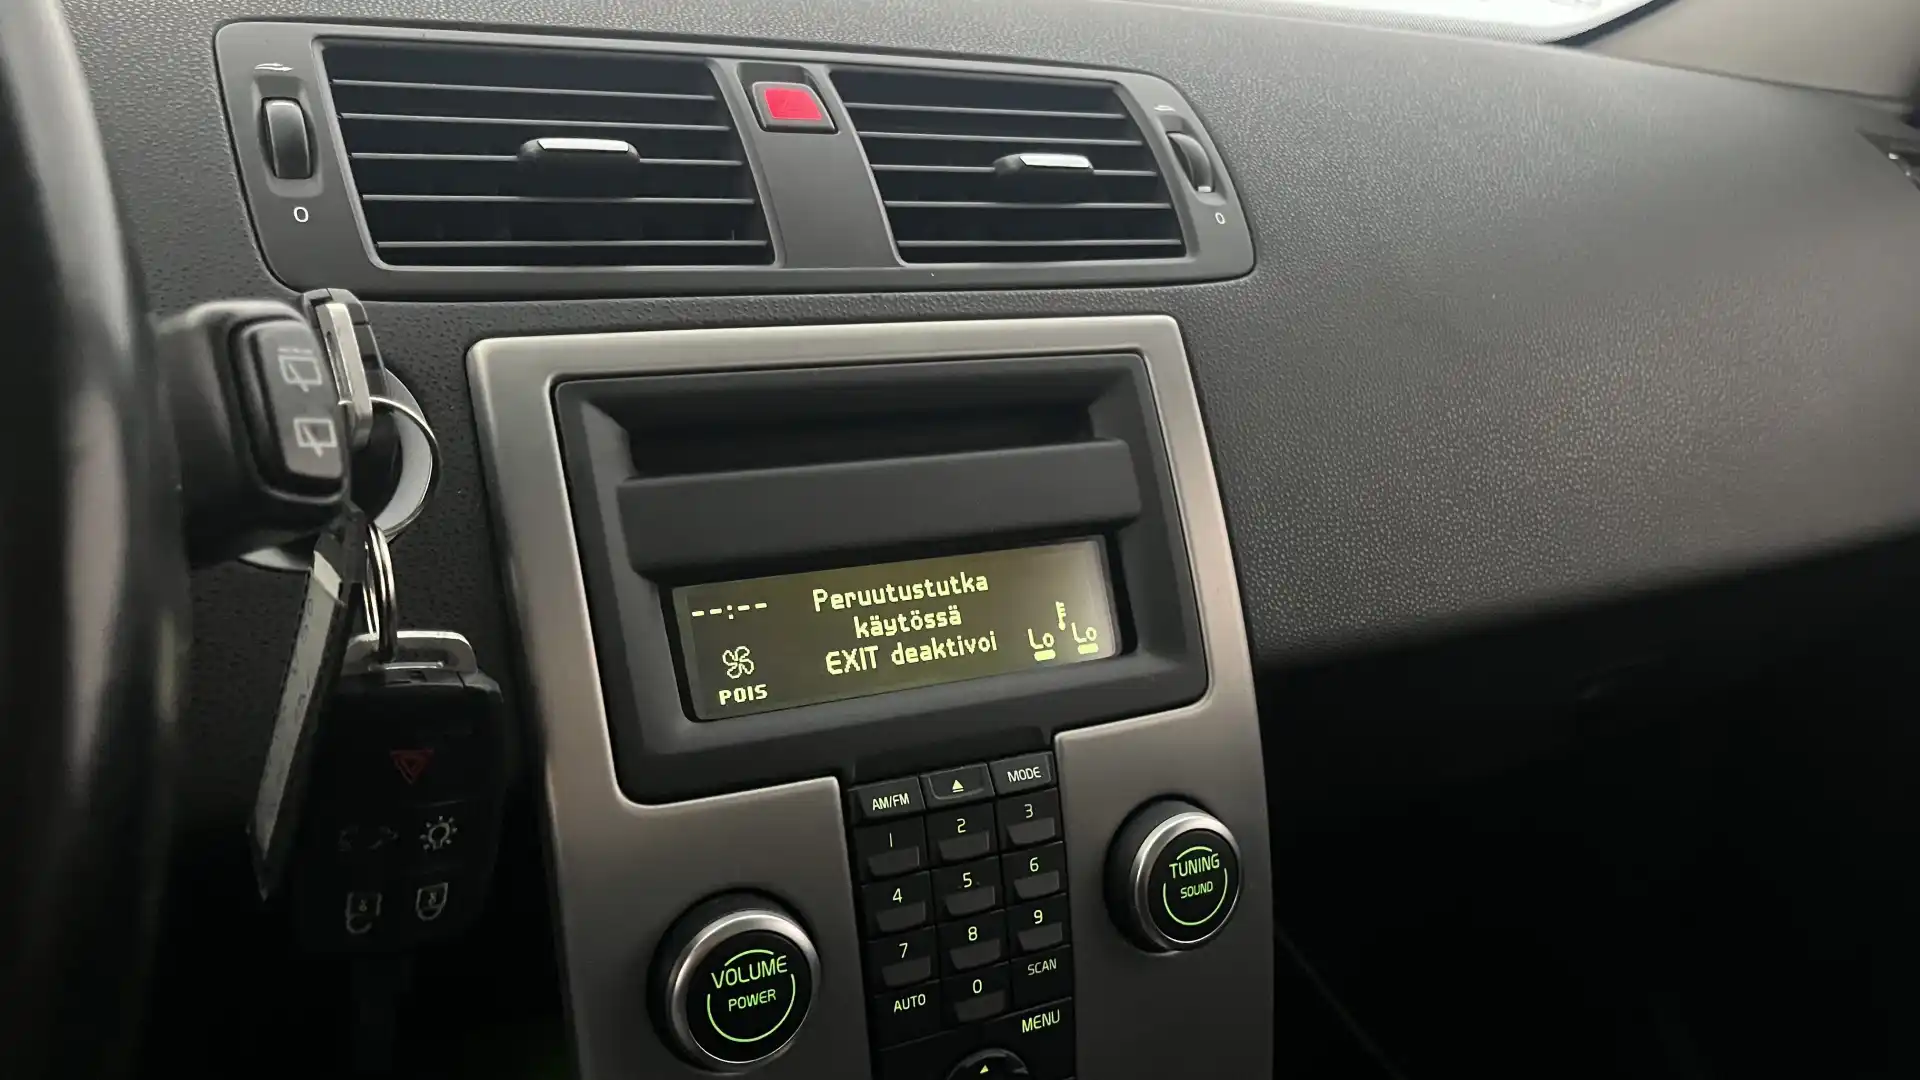 O
O
--:--
Peruutustutka
käytössä
EXIT deaktivoi
Lo Lo
POIS
AM/FM
MODE
1 2 3
4 5 6
7 8 9
AUTO 0 SCAN
MENU
VOLUME
POWER
TUNING
SOUND